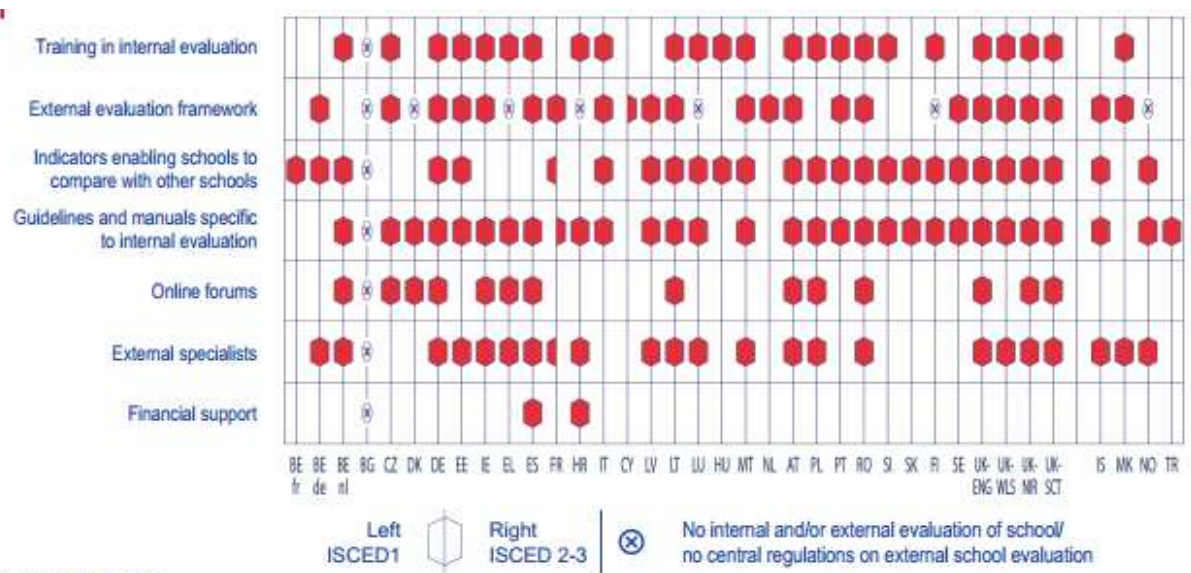 Training in internal evaluation
External evaluation framework
Indicators enabling schools to
compare with other schools
Guidelines and manuals specific
to internal evaluation
Online forums
External specialists
Financial support
BE BE BE BG CZ DK DE EE IE EL ES FR HR IT CY LV LT LU HU MT NL AT PL PT RO SI SK FI SE UK- UK- UK- UK- IS MK NO TR
fr de nl ENG WLS NIR SCT
Left Right
ISCED1 ISCED 2-3
No internal and/or external evaluation of school/
no central regulations on external school evaluation